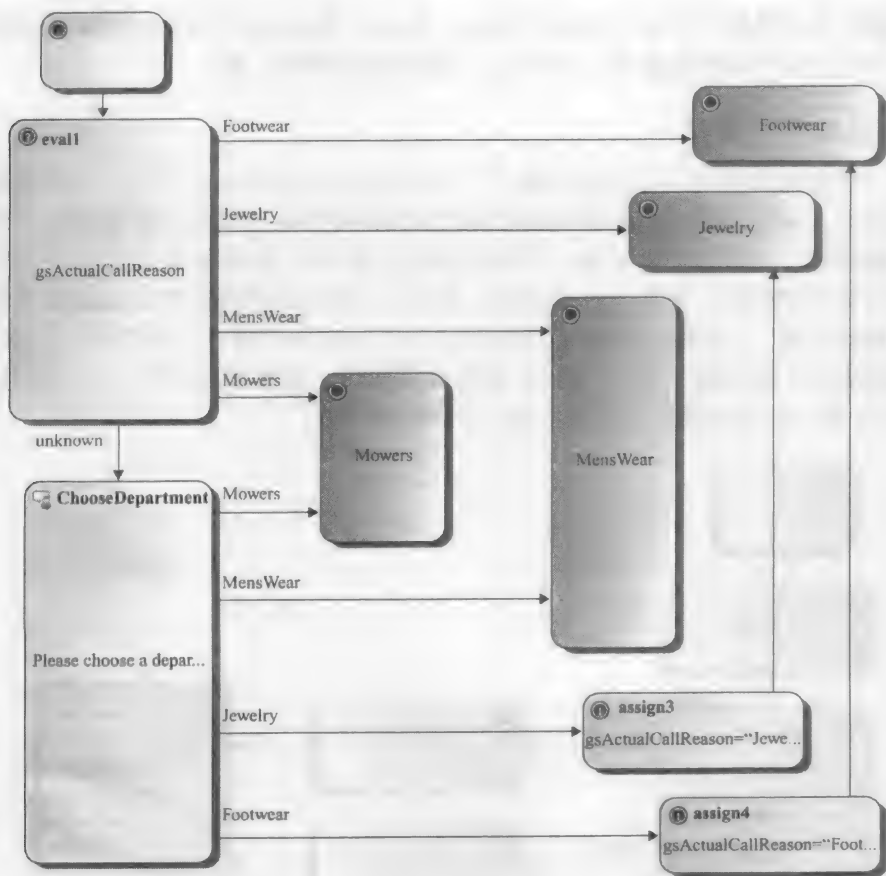 Footwear
Footwear
eval1
Jewelry
Jewelry
gsActualCallReason
MensWear
Mowers
unknown
Mowers
MensWear
ChooseDepartment
Mowers
MensWear
Please choose a depar...
Jewelry
assign3
gsActualCallReason="Jewe...
Footwear
assign4
gsActualCallReason="Foot...